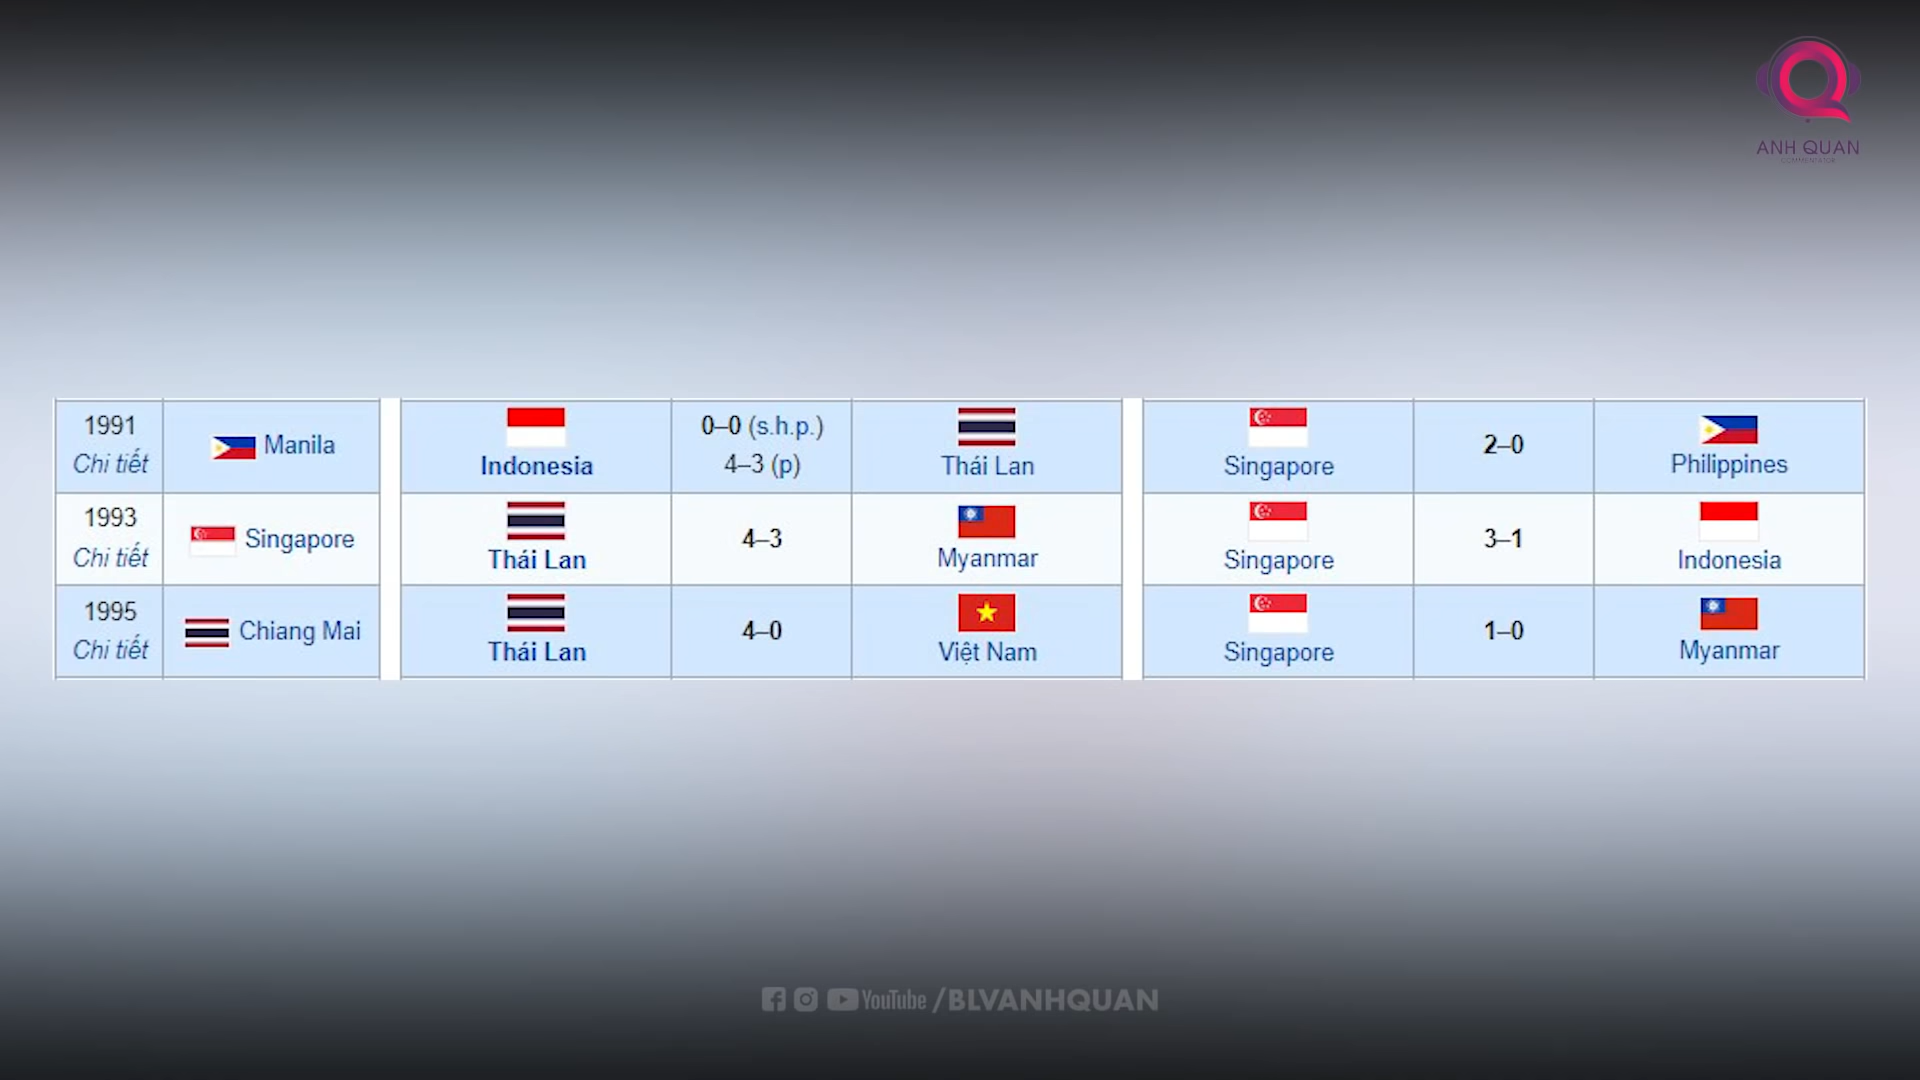 ANH QUAN
COMMENTATOR
1991
Chi tiết
Manila
Indonesia
0–0 (s.h.p.)
4–3 (p)
Thái Lan
Singapore
2–0
Philippines
1993
Chi tiết
Singapore
Thái Lan
4–3
Myanmar
Singapore
3–1
Indonesia
1995
Chi tiết
Chiang Mai
Thái Lan
4–0
Việt Nam
Singapore
1–0
Myanmar
YouTube /BLVANHQUAN